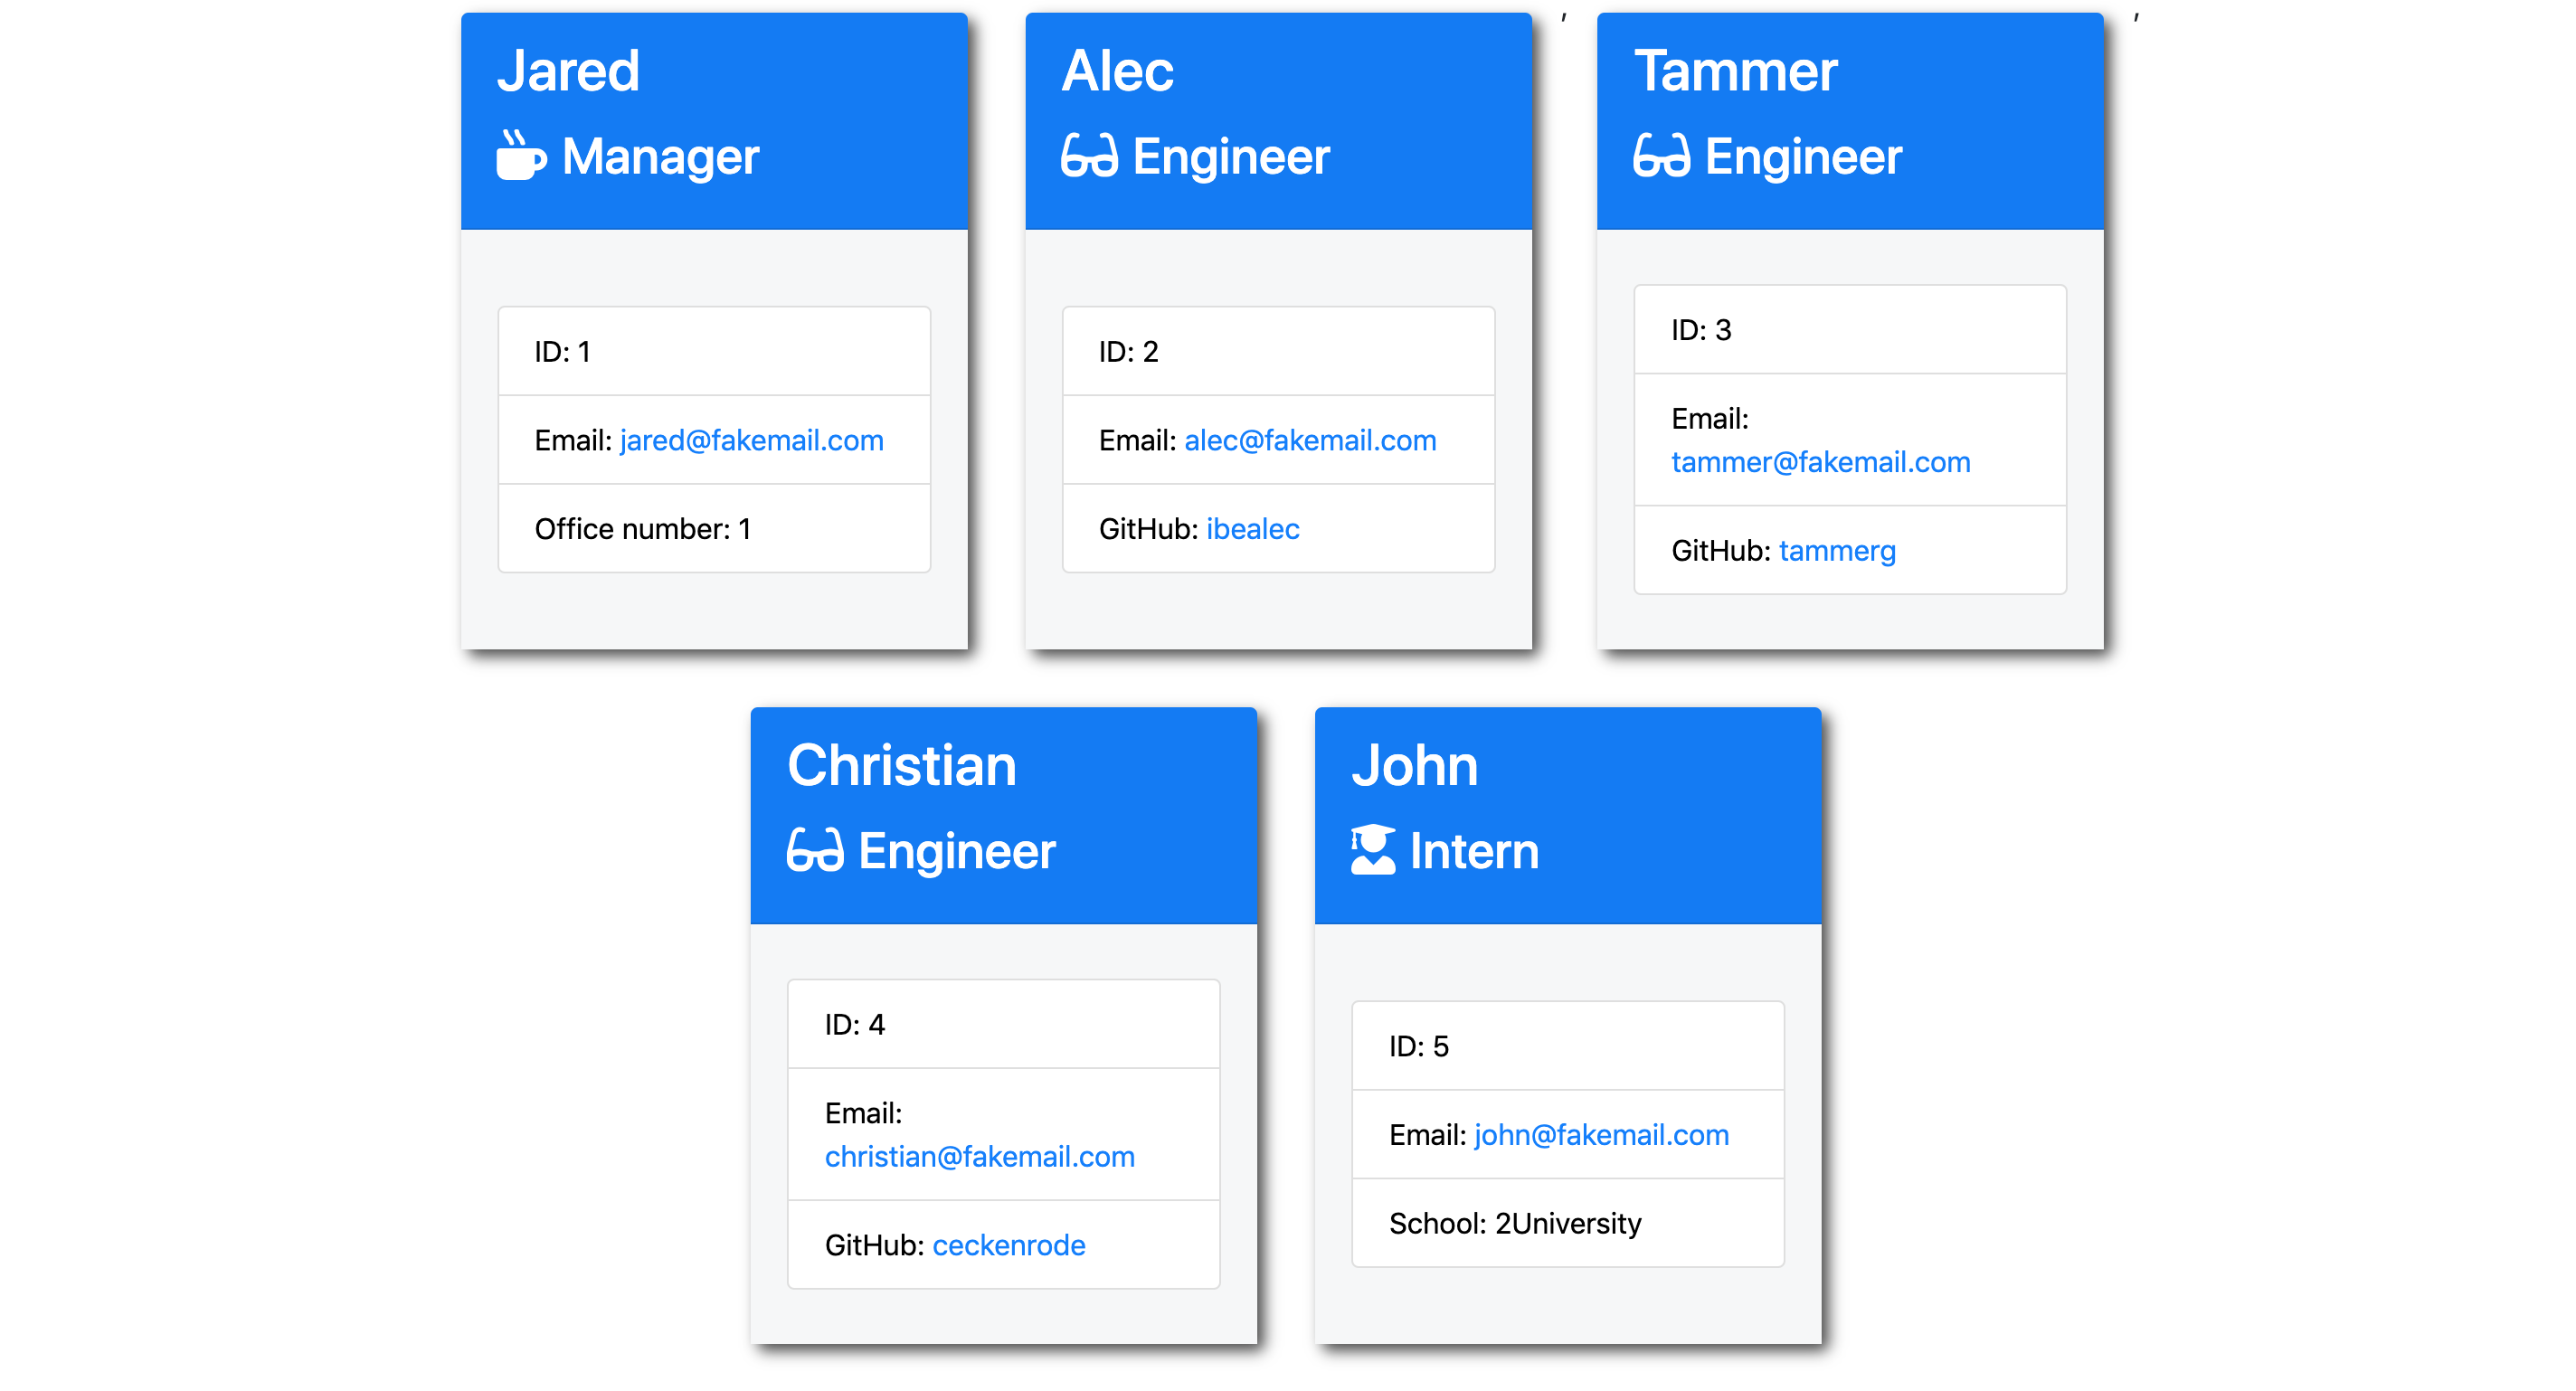 Jared
Manager
ID: 1
Email: jared@fakemail.com
Office number: 1
Alec
Engineer
ID: 2
Email: alec@fakemail.com
GitHub: ibealec
,
Tammer
Engineer
ID: 3
Email:
tammer@fakemail.com
GitHub: tammerg
,
Christian
Engineer
ID: 4
Email:
christian@fakemail.com
GitHub: ceckenrode
John
Intern
ID: 5
Email: john@fakemail.com
School: 2University